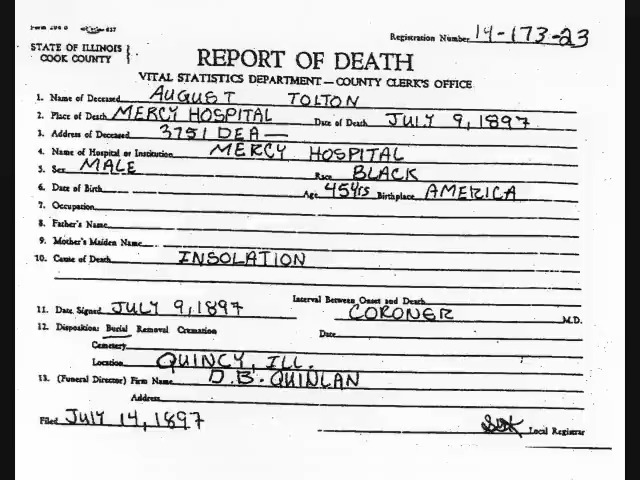 Registration Number 14-173-23
STATE OF ILLINOIS
COOK COUNTY
REPORT OF DEATH
VITAL STATISTICS DEPARTMENT—COUNTY CLERK'S OFFICE
1. Name of Deceased AUGUST TOLTON
2. Place of Death MERCY HOSPITAL Date of Death JULY 9, 1897
3. Address of Deceased 3751 DEA—
4. Name of Hospital or Institution MERCY HOSPITAL
5. Sex MALE Race BLACK
6. Date of Birth Age 45 Yrs Birthplace AMERICA
7. Occupation
8. Father's Name
9. Mother's Maiden Name
10. Cause of Death INSOLATION
Interval Between Onset and Death
11. Date Signed JULY 9, 1897 CORONER M.D.
12. Disposition: Burial Removal Cremation Date
Cemetery
Location QUINCY, ILL.
13. (Funeral Director) Firm Name D.B. QUINLAN
Address
Filed JULY 14, 1897 Local Registrar